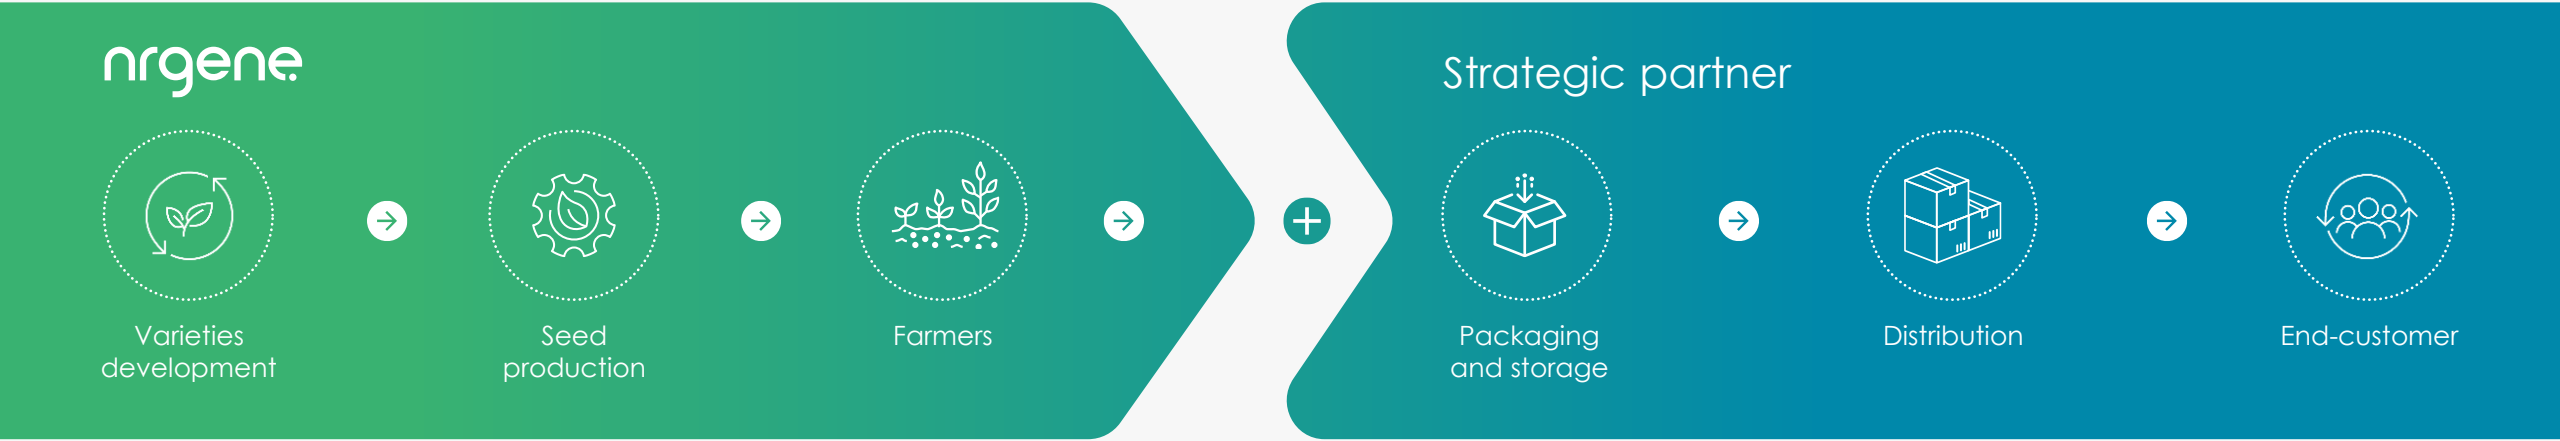 nrgene
Varieties
development
Seed
production
Farmers
Strategic partner
Packaging
and storage
Distribution
End-customer